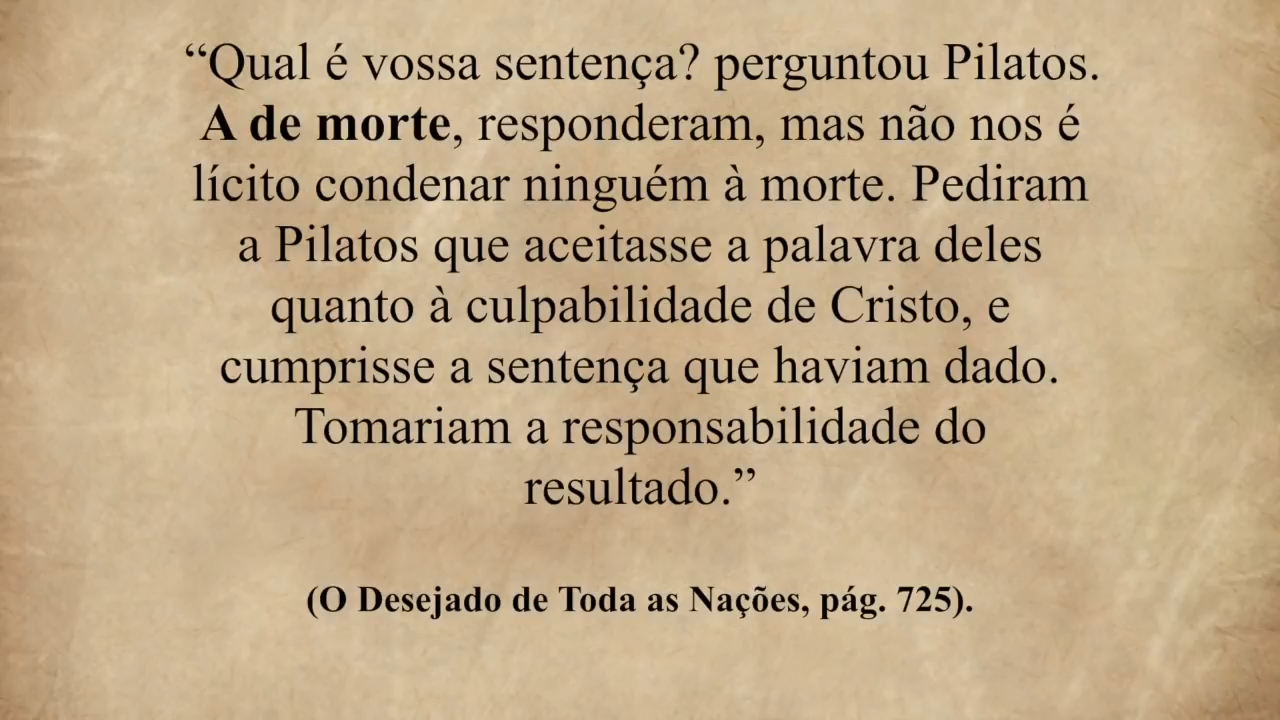 “Qual é vossa sentença? perguntou Pilatos.
A de morte, responderam, mas não nos é
lícito condenar ninguém à morte. Pediram
a Pilatos que aceitasse a palavra deles
quanto à culpabilidade de Cristo, e
cumprisse a sentença que haviam dado.
Tomariam a responsabilidade do
resultado.”
(O Desejado de Toda as Nações, pág. 725).